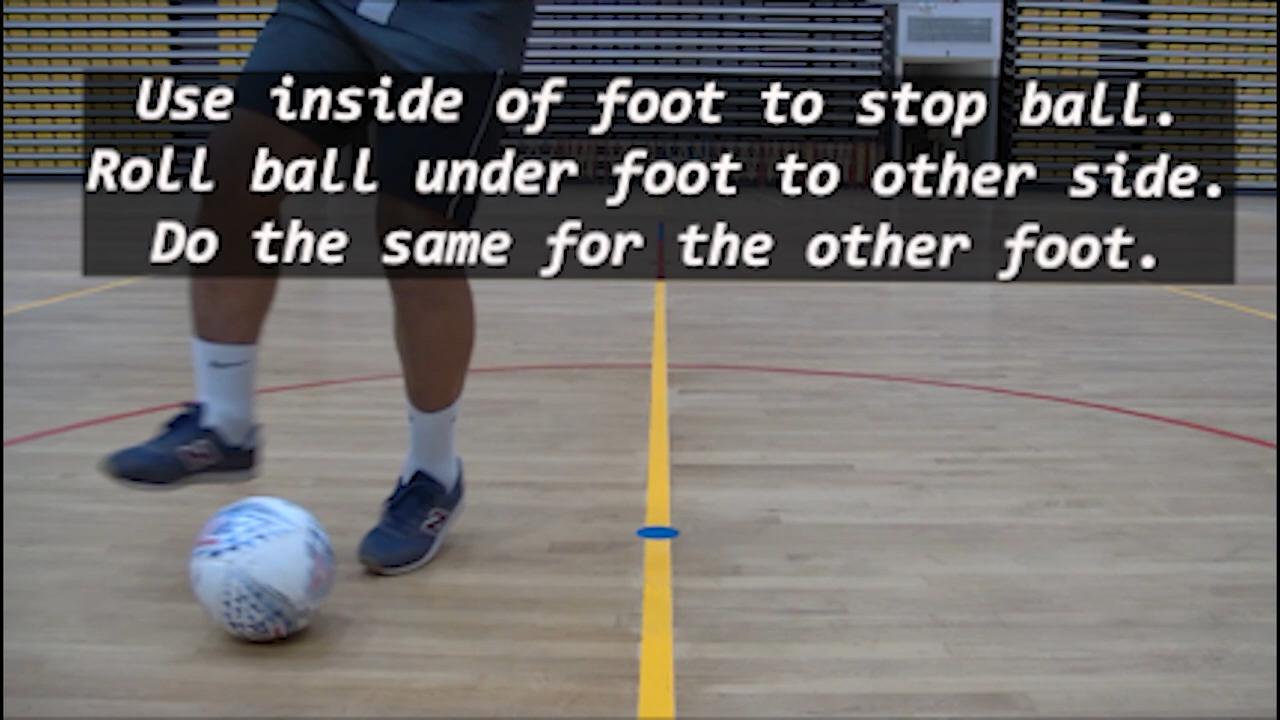 Use inside of foot to stop ball.
Roll ball under foot to other side.
Do the same for the other foot.